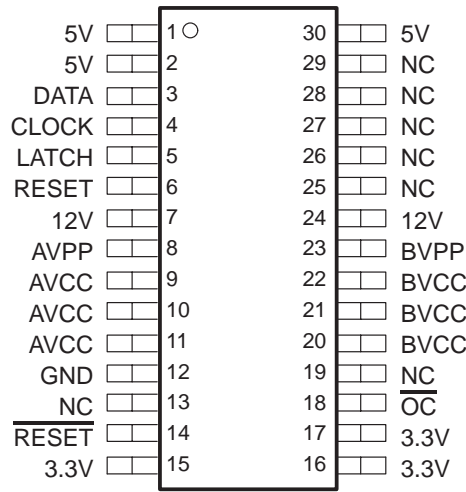 5V 1 30 5V
5V 2 29 NC
DATA 3 28 NC
CLOCK 4 27 NC
LATCH 5 26 NC
RESET 6 25 NC
12V 7 24 12V
AVPP 8 23 BVPP
AVCC 9 22 BVCC
AVCC 10 21 BVCC
AVCC 11 20 BVCC
GND 12 19 NC
NC 13 18 O̅C̅
R̅E̅S̅E̅T̅ 14 17 3.3V
3.3V 15 16 3.3V